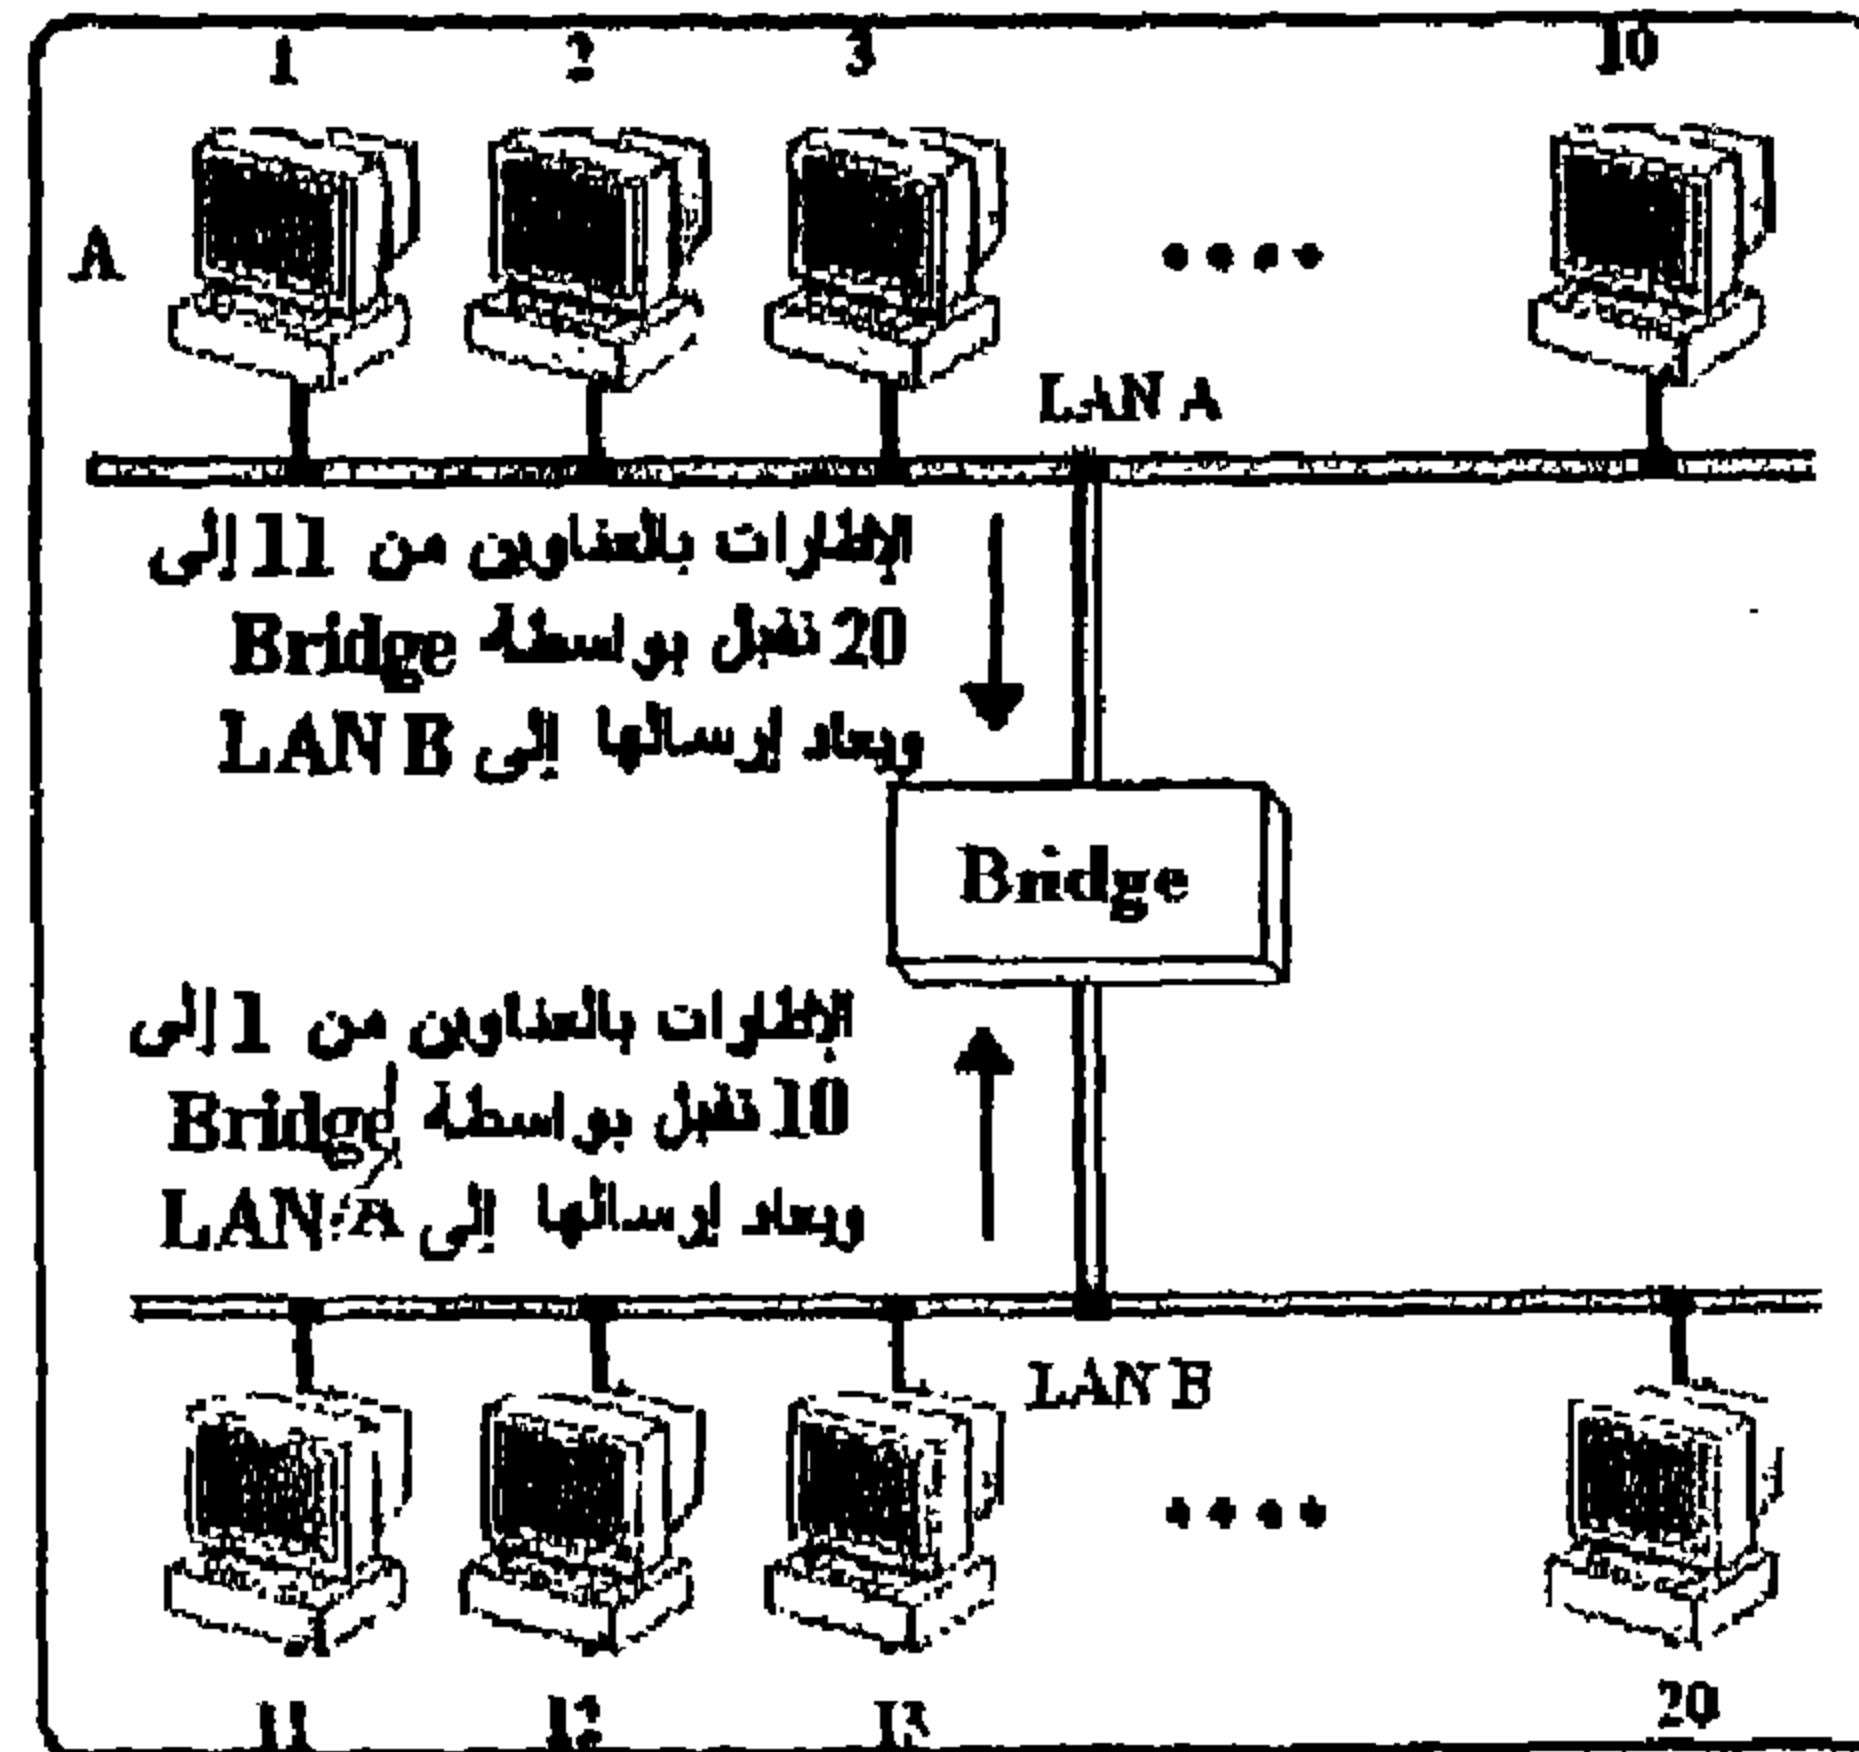 1 2 3 10
A
LAN A
الإطارات بالعناوين من 11 إلى
20 تقبل بواسطة Bridge
ويعاد إرسالها إلى LAN B
Bridge
الإطارات بالعناوين من 1 إلى
10 تقبل بواسطة Bridge
ويعاد إرسالها إلى LAN A
LAN B
11 12 13 20